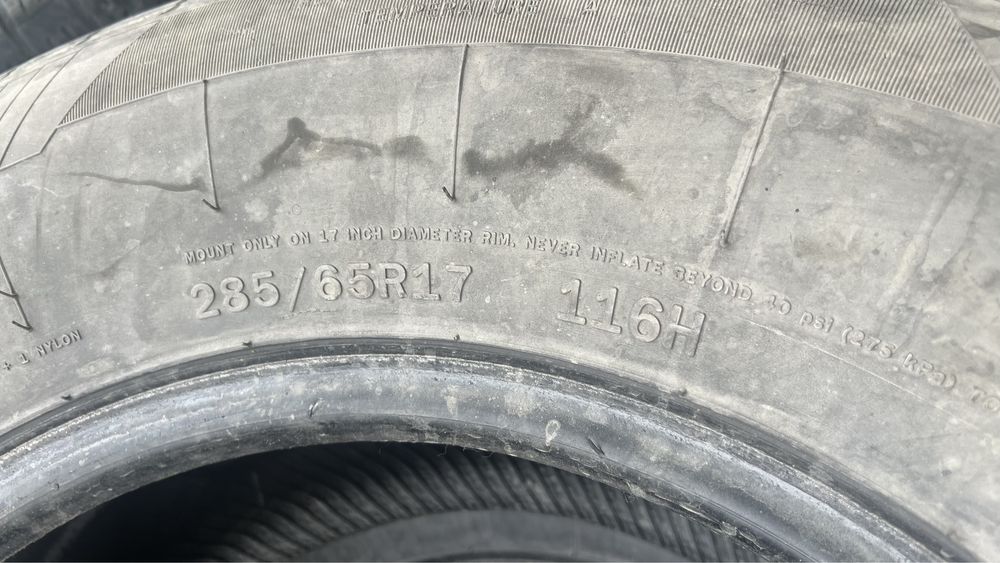 TEMPERATURE A
MOUNT ONLY ON 17 INCH DIAMETER RIM. NEVER INFLATE BEYOND 40 psi (275 kPa)
285/65R17 116H
+ 1 NYLON